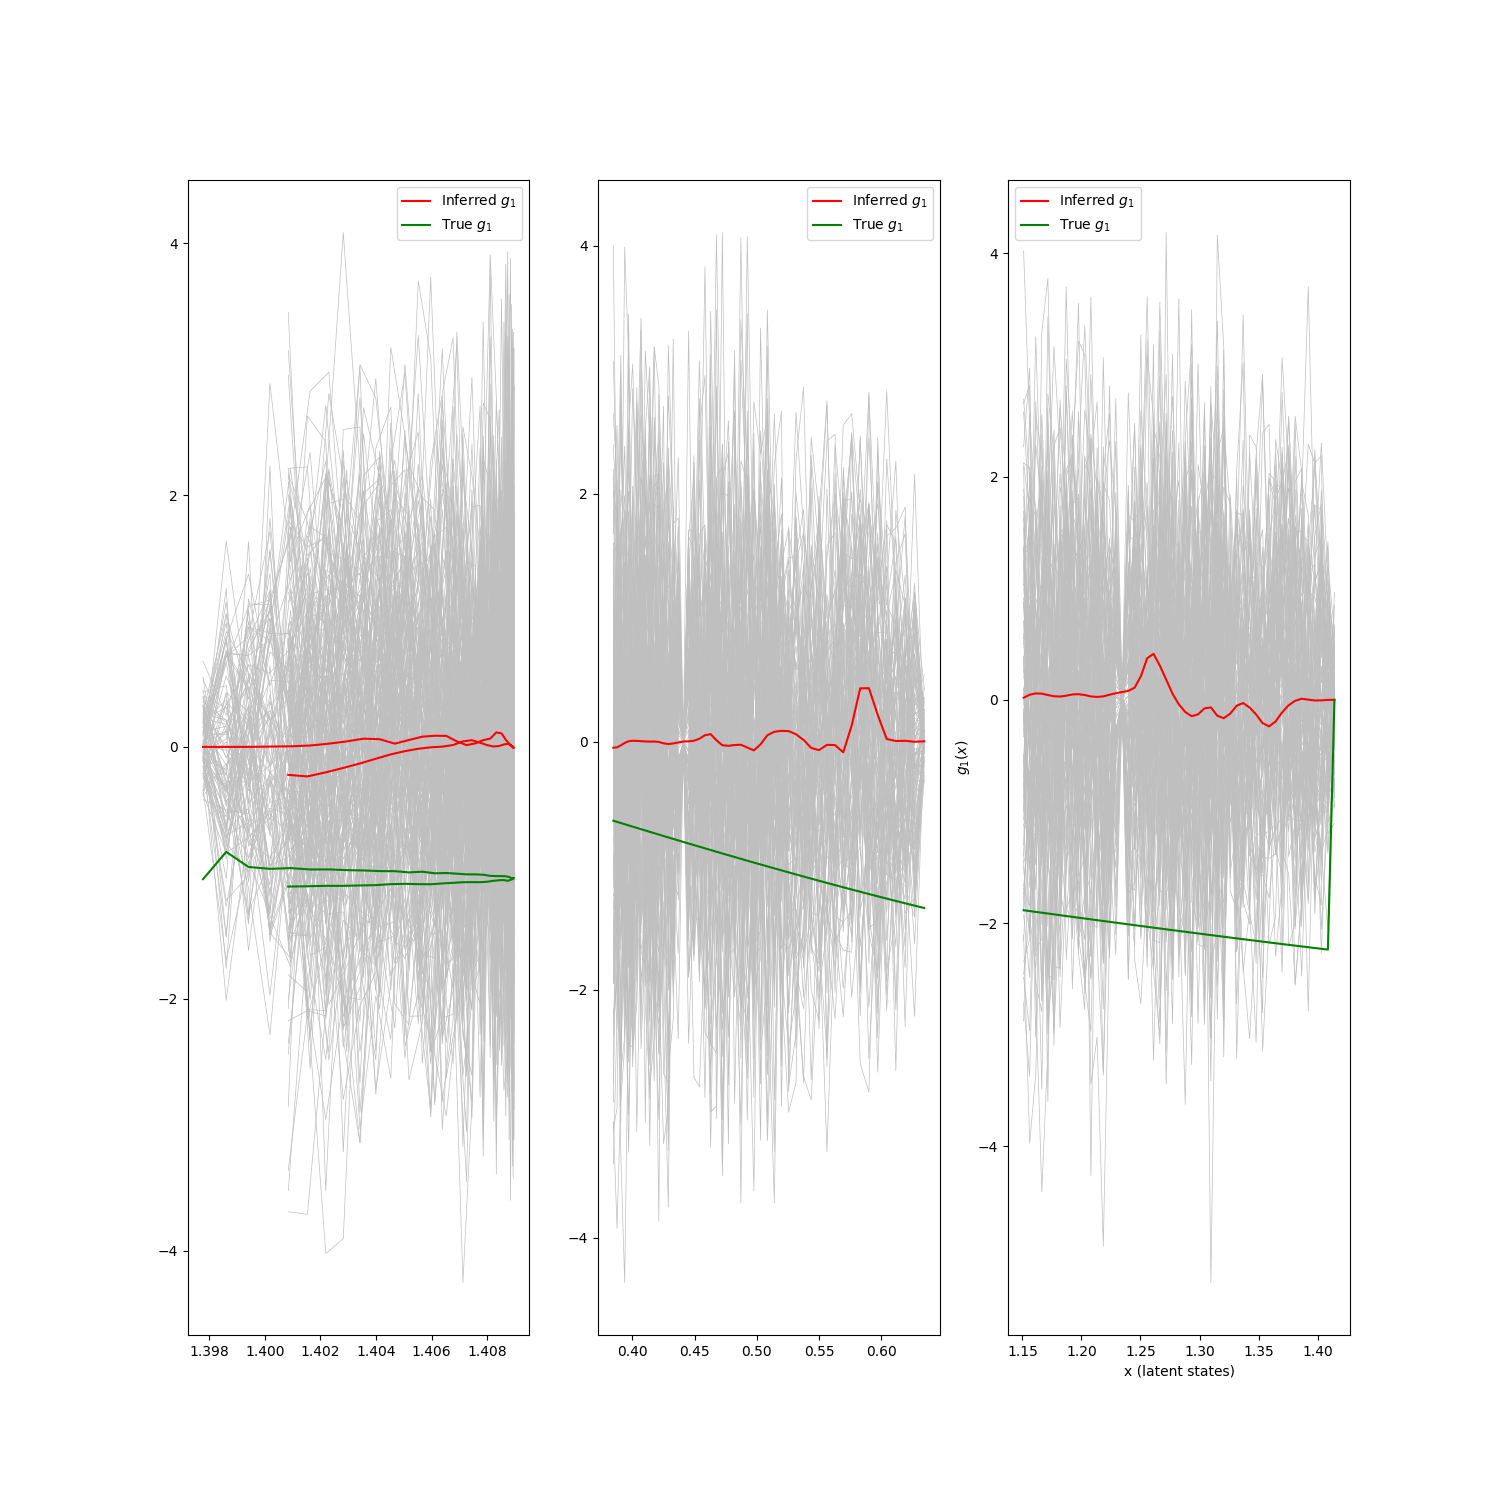 Inferred g₁
True g₁
4
2
0
−2
−4
1.398 1.400 1.402 1.404 1.406 1.408
Inferred g₁
True g₁
4
2
0
−2
−4
0.40 0.45 0.50 0.55 0.60
Inferred g₁
True g₁
g₁(x)
4
2
0
−2
−4
1.15 1.20 1.25 1.30 1.35 1.40
x (latent states)